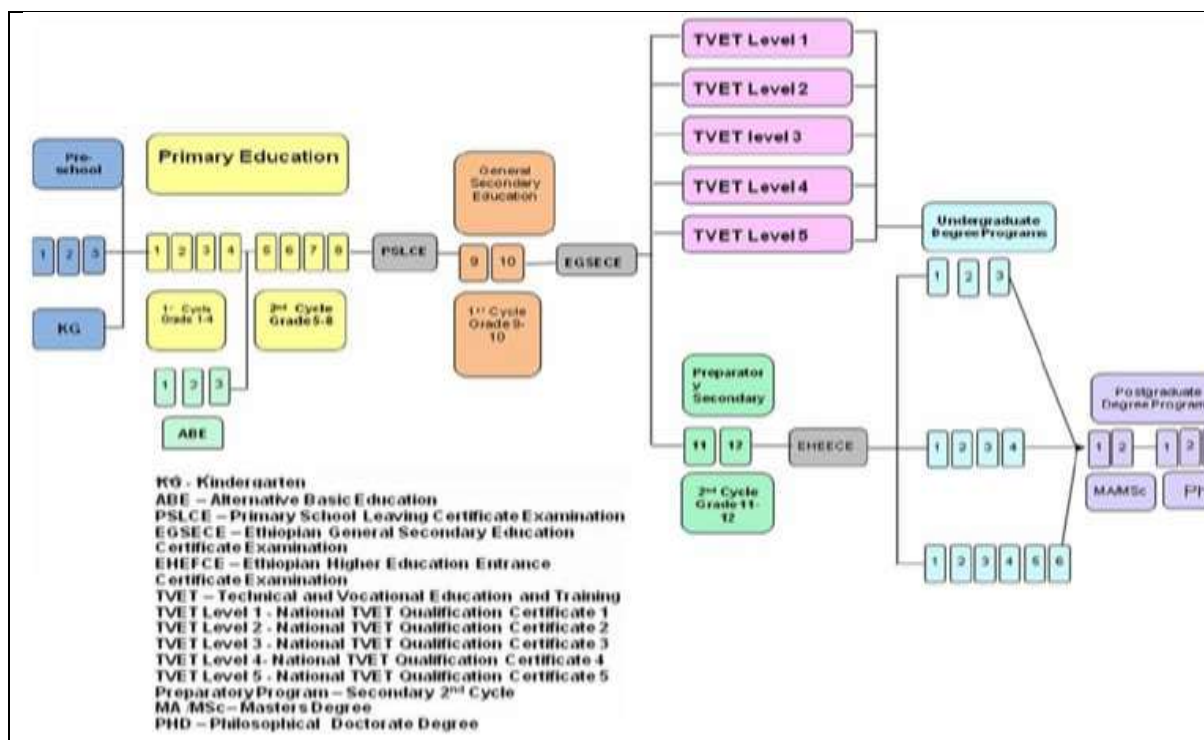 Pre-
school
1 2 3
KG
Primary Education
1 2 3 4 5 6 7 8
1st Cycle
Grade 1-4
2nd Cycle
Grade 5-8
1 2 3
ABE
PSLCE
General
Secondary
Education
9 10
1st Cycle
Grade 9-
10
EGSECE
TVET Level 1
TVET Level 2
TVET level 3
TVET Level 4
TVET Level 5
Preparator
y
Secondary
11 12
2nd Cycle
Grade 11-
12
EHEECE
Undergraduate
Degree Programs
1 2 3
1 2 3 4
1 2 3 4 5 6
Postgraduate
Degree Program
1 2 1 2
MA/MSc
Ph
KG - Kindergarten
ABE – Alternative Basic Education
PSLCE – Primary School Leaving Certificate Examination
EGSECE – Ethiopian General Secondary Education
Certificate Examination
EHEFCE – Ethiopian Higher Education Entrance
Certificate Examination
TVET – Technical and Vocational Education and Training
TVET Level 1 - National TVET Qualification Certificate 1
TVET Level 2 - National TVET Qualification Certificate 2
TVET Level 3 - National TVET Qualification Certificate 3
TVET Level 4- National TVET Qualification Certificate 4
TVET Level 5 - National TVET Qualification Certificate 5
Preparatory Program – Secondary 2nd Cycle
MA /MSc– Masters Degree
PHD – Philosophical Doctorate Degree